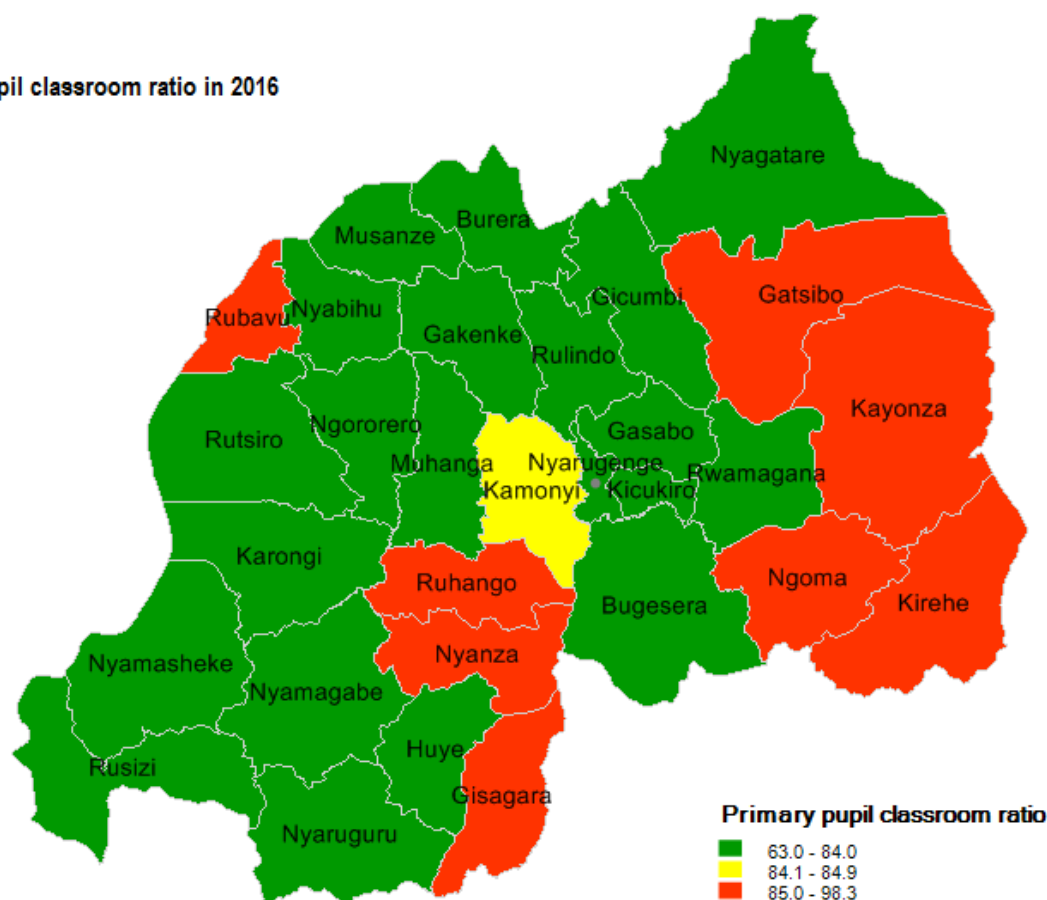 pil classroom ratio in 2016
Nyagatare
Burera
Musanze
Gicumbi
Gatsibo
Rubavu
Nyabihu
Gakenke
Rulindo
Kayonza
Rutsiro
Ngororero
Gasabo
Muhanga
Nyarugenge
Rwamagana
Kamonyi
Kicukiro
Karongi
Ruhango
Ngoma
Bugesera
Kirehe
Nyamasheke
Nyanza
Nyamagabe
Huye
Rusizi
Gisagara
Nyaruguru
Primary pupil classroom ratio
63.0 - 84.0
84.1 - 84.9
85.0 - 98.3